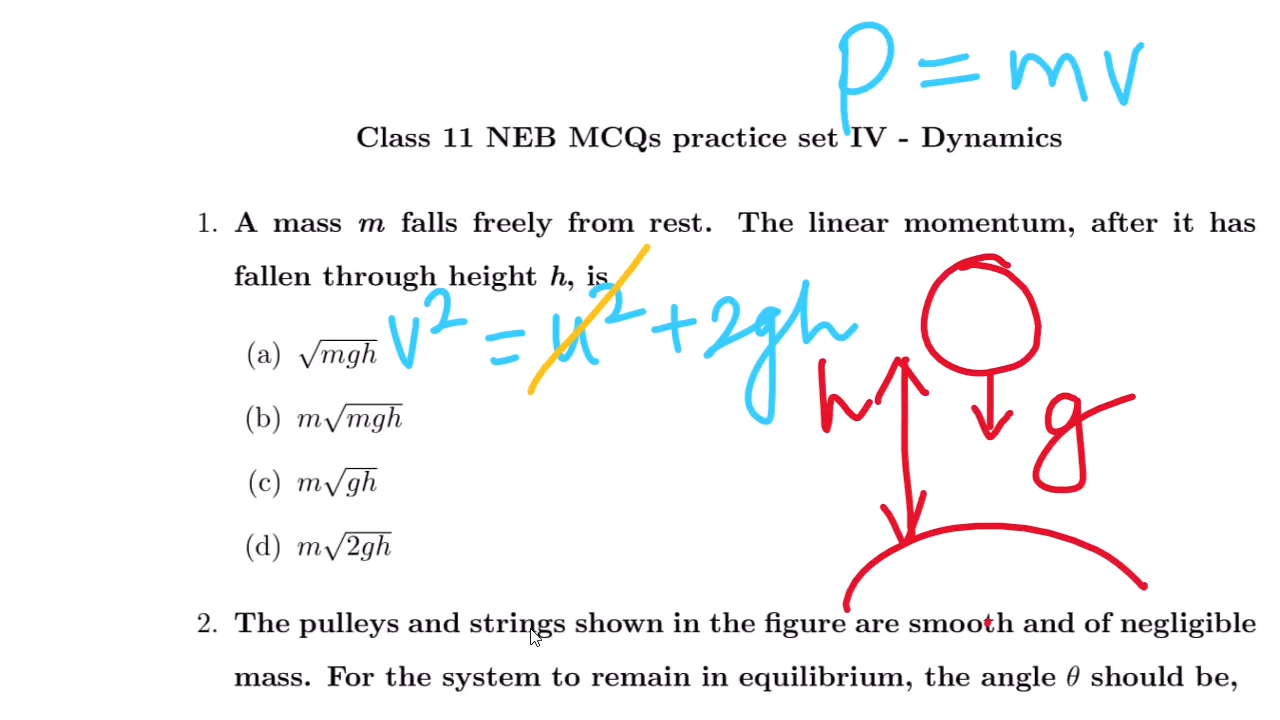 p = mv
Class 11 NEB MCQs practice set IV - Dynamics
1. A mass m falls freely from rest. The linear momentum, after it has
fallen through height h, is
v² = u² + 2gh
(a) √mgh
h
(b) m√mgh
g
(c) m√gh
(d) m√2gh
2. The pulleys and strings shown in the figure are smooth and of negligible
mass. For the system to remain in equilibrium, the angle θ should be,